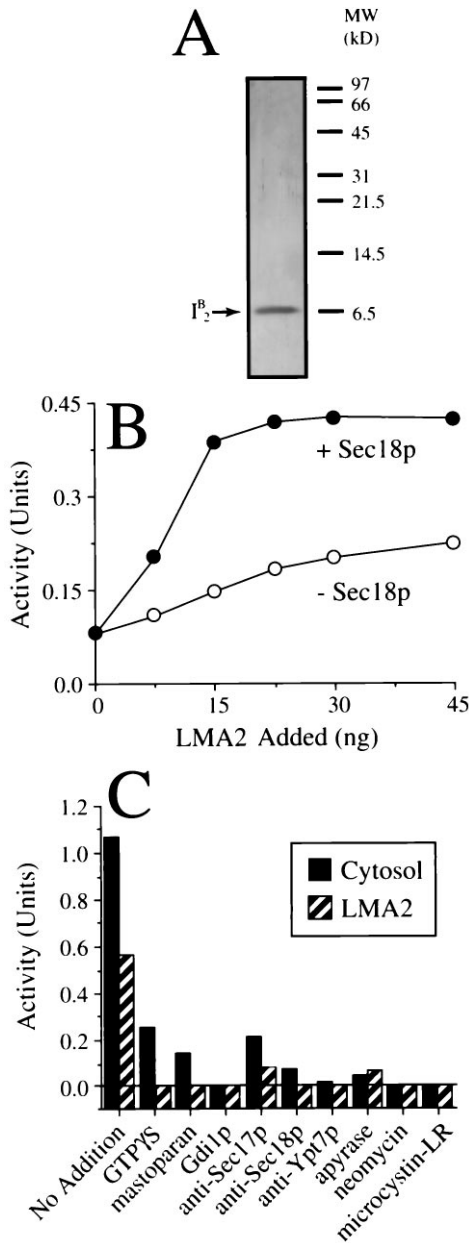 A
MW
(kD)
97
66
45
31
21.5
14.5
I₂ᴮ
6.5
B
0.45
0.3
0.15
0.0
Activity (Units)
+ Sec18p
- Sec18p
0 15 30 45
LMA2 Added (ng)
C
1.2
1.0
0.8
0.6
0.4
0.2
0.0
Activity (Units)
Cytosol
LMA2
No Addition
GTPγS
mastoparan
Gdi1p
anti-Sec17p
anti-Sec18p
anti-Ypt7p
apyrase
neomycin
microcystin-LR